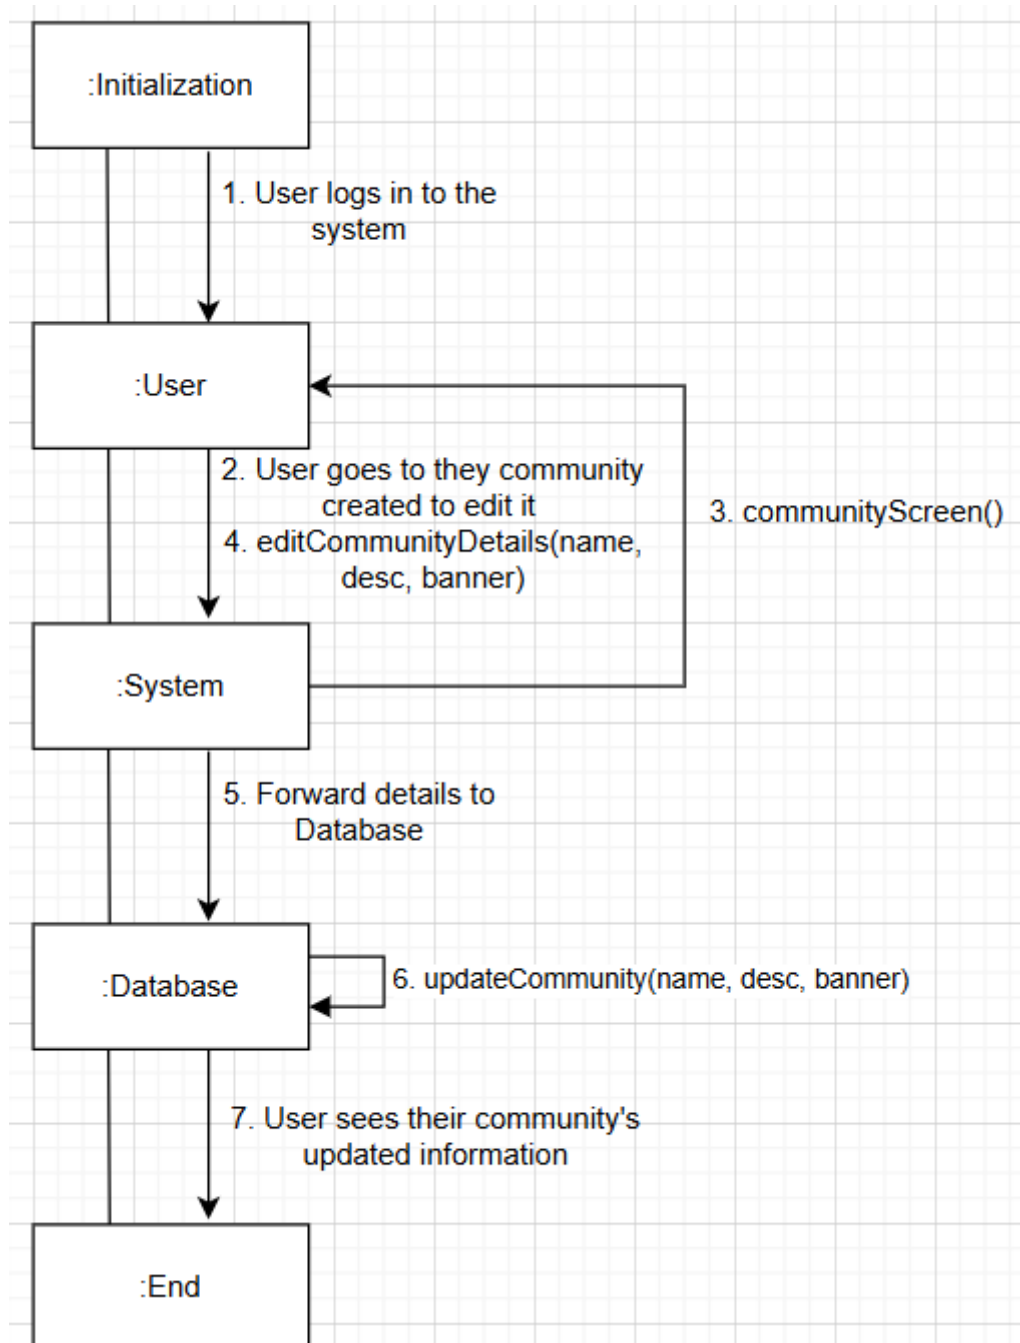 :Initialization
1. User logs in to the
system
:User
2. User goes to they community
created to edit it
3. communityScreen()
4. editCommunityDetails(name,
desc, banner)
:System
5. Forward details to
Database
:Database
6. updateCommunity(name, desc, banner)
7. User sees their community's
updated information
:End